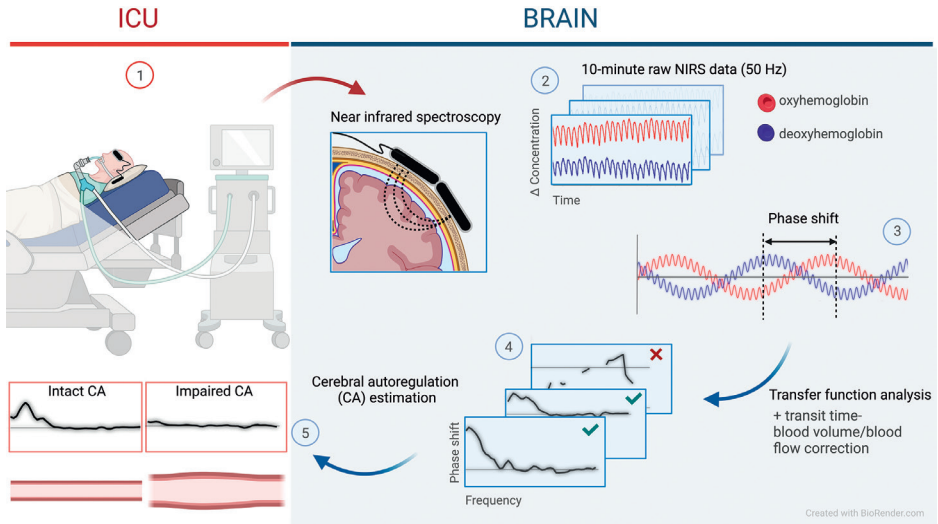 ICU
BRAIN
1
2
10-minute raw NIRS data (50 Hz)
oxyhemoglobin
deoxyhemoglobin
Near infrared spectroscopy
Δ Concentration
Time
Phase shift
3
4
Cerebral autoregulation
(CA) estimation
Transfer function analysis
+ transit time-
blood volume/blood
flow correction
Phase shift
Frequency
Intact CA
Impaired CA
5
Created with BioRender.com